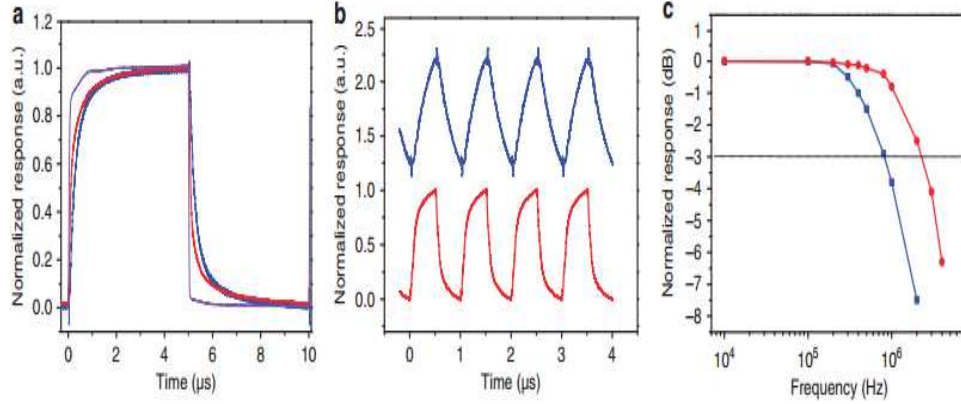 a
1.2
1.0
0.8
0.6
0.4
0.2
0.0
Normalized response (a.u.)
0 2 4 6 8 10
Time (µs)
b
2.5
2.0
1.5
1.0
0.5
0.0
Normalized response (a.u.)
0 1 2 3 4
Time (µs)
c
1
0
−1
−2
−3
−4
−5
−6
−7
−8
Normalized response (dB)
10⁴ 10⁵ 10⁶
Frequency (Hz)